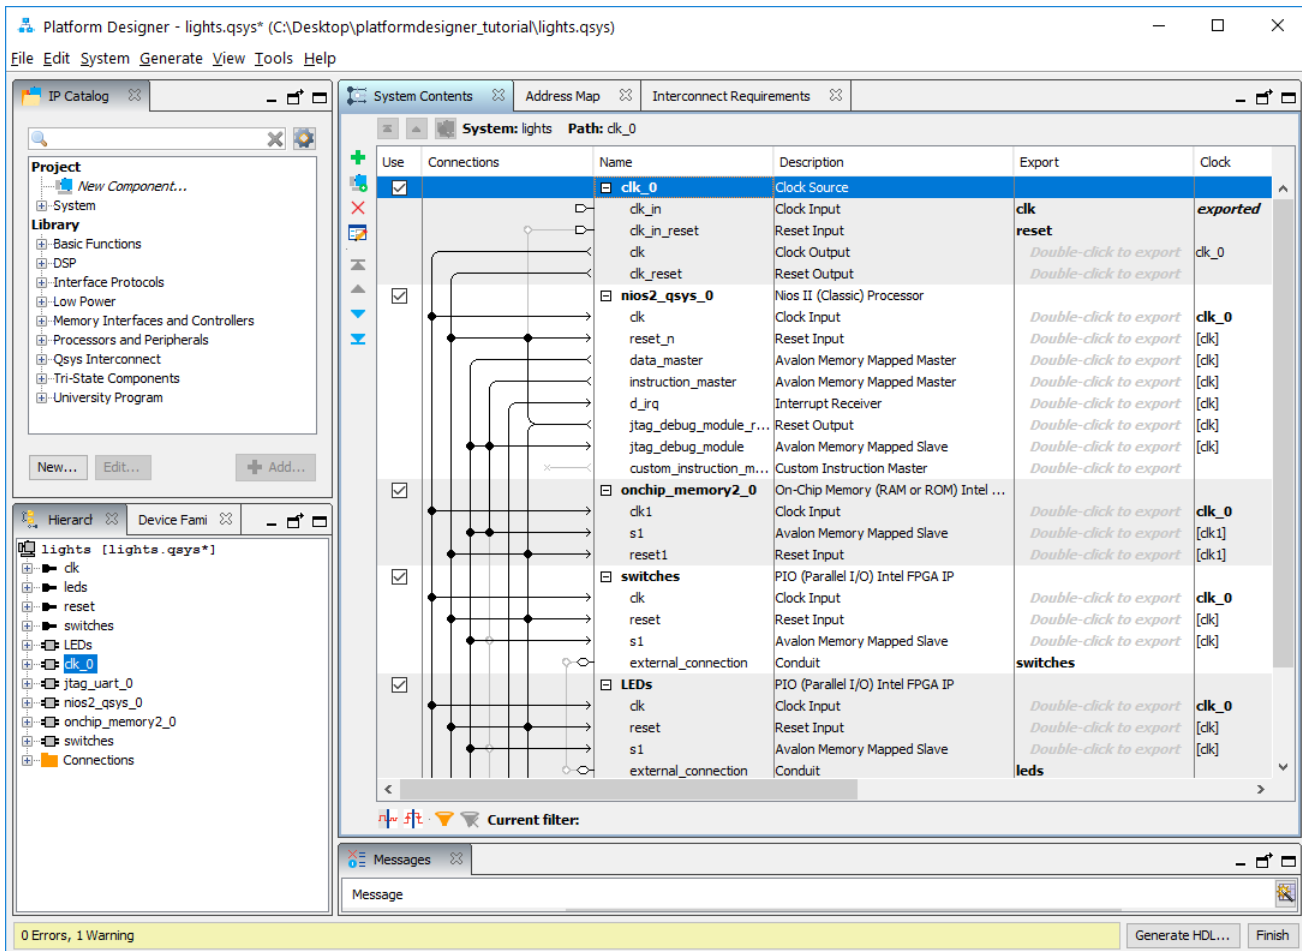 Platform Designer - lights.qsys* (C:\Desktop\platformdesigner_tutorial\lights.qsys)
File Edit System Generate View Tools Help
IP Catalog
Project
New Component...
System
Library
Basic Functions
DSP
Interface Protocols
Low Power
Memory Interfaces and Controllers
Processors and Peripherals
Qsys Interconnect
Tri-State Components
University Program
New... Edit... Add...
Hierarch Device Fami
lights [lights.qsys*]
clk
leds
reset
switches
LEDs
clk_0
jtag_uart_0
nios2_qsys_0
onchip_memory2_0
switches
Connections
System Contents Address Map Interconnect Requirements
System: lights Path: clk_0
Use Connections Name Description Export Clock
clk_0 Clock Source
clk_in Clock Input clk exported
clk_in_reset Reset Input reset
clk Clock Output Double-click to export clk_0
clk_reset Reset Output Double-click to export
nios2_qsys_0 Nios II (Classic) Processor
clk Clock Input Double-click to export clk_0
reset_n Reset Input Double-click to export [clk]
data_master Avalon Memory Mapped Master Double-click to export [clk]
instruction_master Avalon Memory Mapped Master Double-click to export [clk]
d_irq Interrupt Receiver Double-click to export [clk]
jtag_debug_module_r... Reset Output Double-click to export [clk]
jtag_debug_module Avalon Memory Mapped Slave Double-click to export [clk]
custom_instruction_m... Custom Instruction Master Double-click to export
onchip_memory2_0 On-Chip Memory (RAM or ROM) Intel ...
clk1 Clock Input Double-click to export clk_0
s1 Avalon Memory Mapped Slave Double-click to export [clk1]
reset1 Reset Input Double-click to export [clk1]
switches PIO (Parallel I/O) Intel FPGA IP
clk Clock Input Double-click to export clk_0
reset Reset Input Double-click to export [clk]
s1 Avalon Memory Mapped Slave Double-click to export [clk]
external_connection Conduit switches
LEDs PIO (Parallel I/O) Intel FPGA IP
clk Clock Input Double-click to export clk_0
reset Reset Input Double-click to export [clk]
s1 Avalon Memory Mapped Slave Double-click to export [clk]
external_connection Conduit leds
Current filter:
Messages
Message
0 Errors, 1 Warning
Generate HDL... Finish